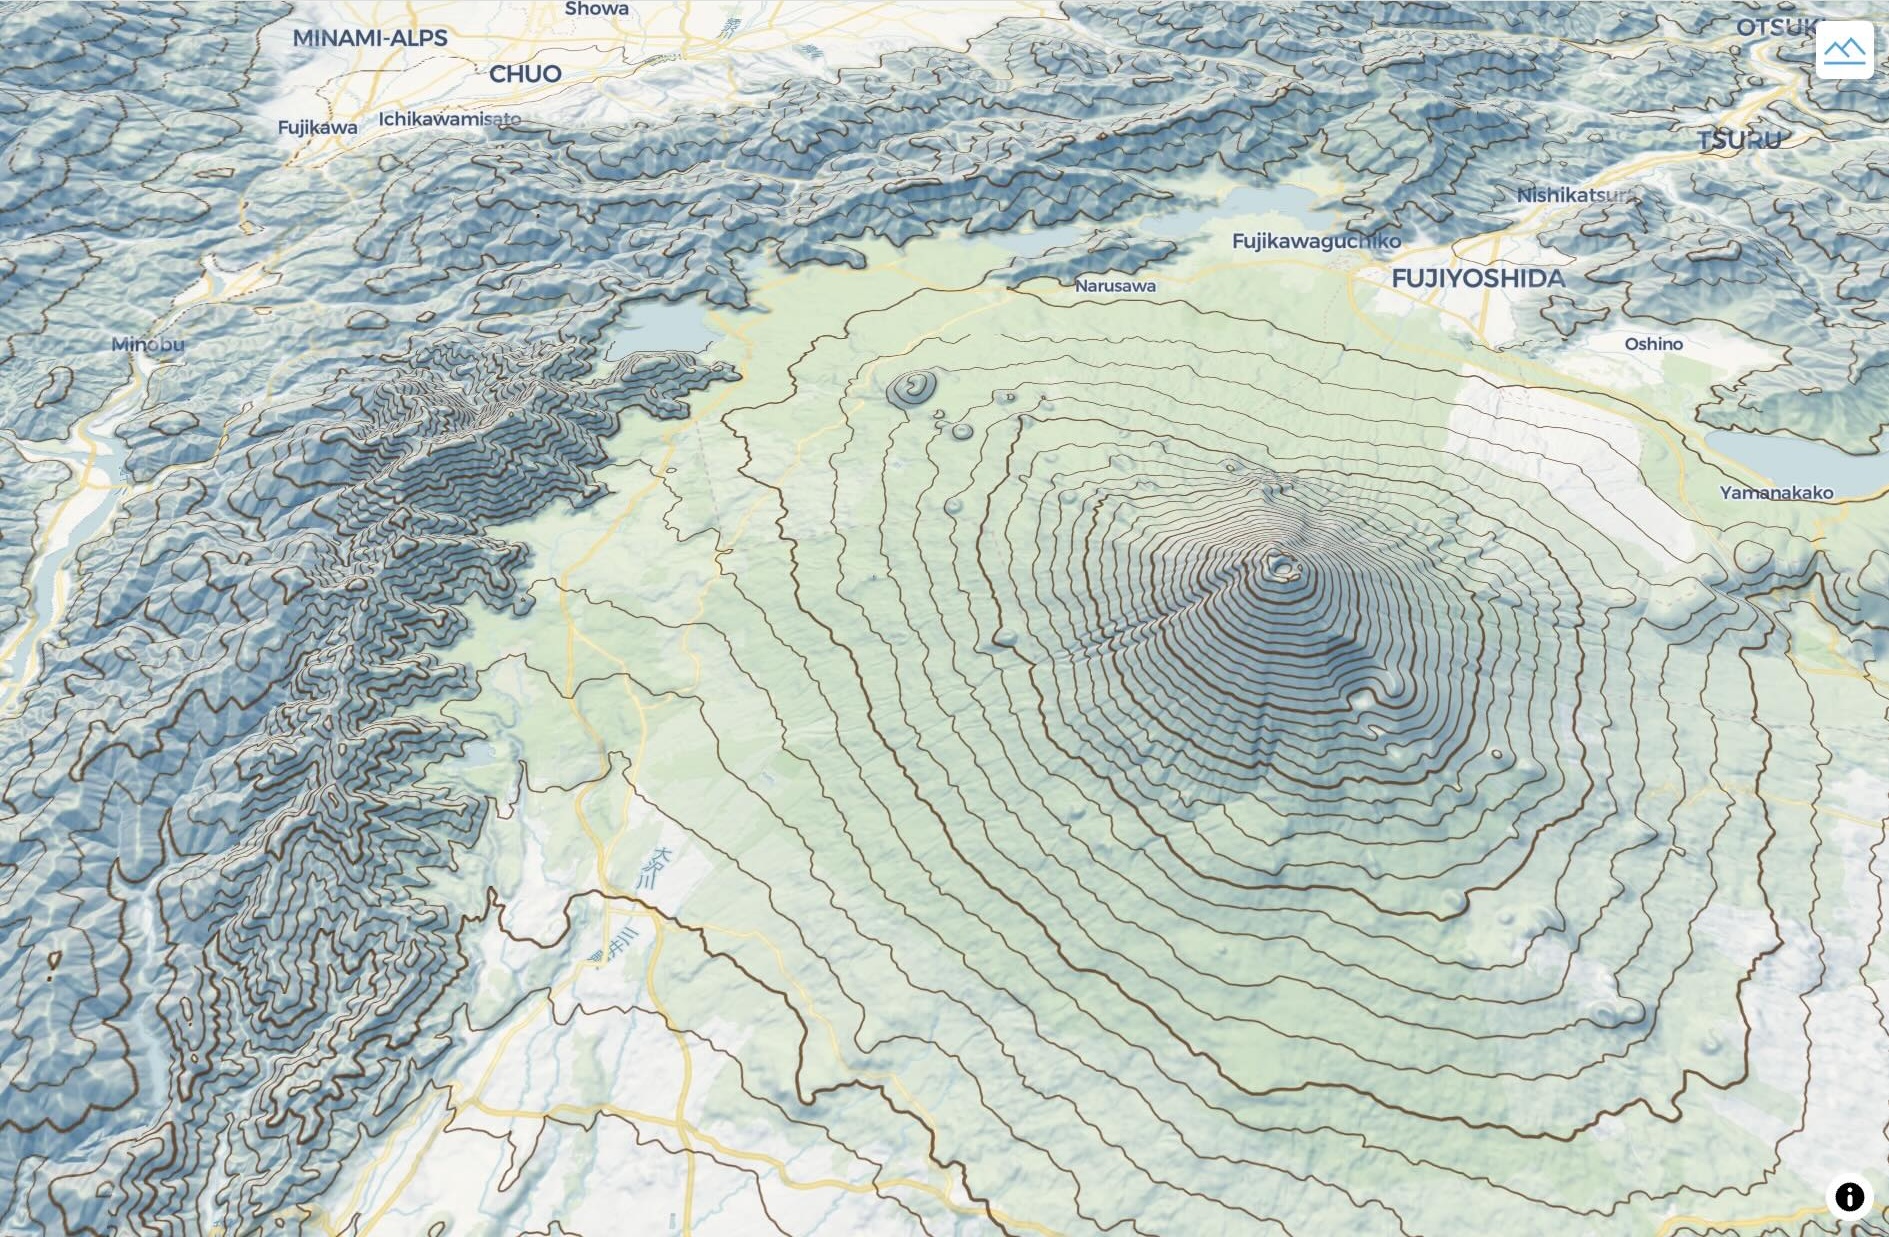 Showa
MINAMI-ALPS
OTSUKI
CHUO
Ichikawamisato
Fujikawa
TSURU
Nishikatsura
Fujikawaguchiko
FUJIYOSHIDA
Narusawa
Minobu
Oshino
Yamanakako
大沢川